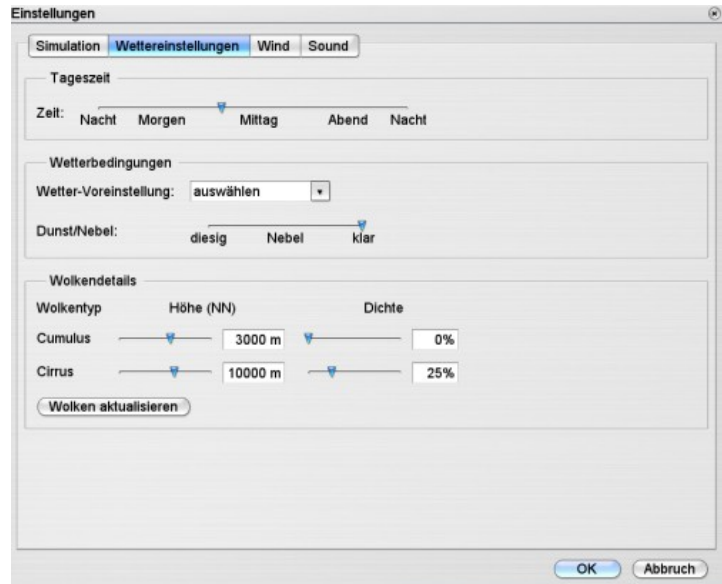 Einstellungen
Simulation Wettereinstellungen Wind Sound
Tageszeit
Zeit: Nacht Morgen Mittag Abend Nacht
Wetterbedingungen
Wetter-Voreinstellung: auswählen
Dunst/Nebel: diesig Nebel klar
Wolkendetails
Wolkentyp Höhe (NN) Dichte
Cumulus 3000 m 0%
Cirrus 10000 m 25%
Wolken aktualisieren
OK Abbruch